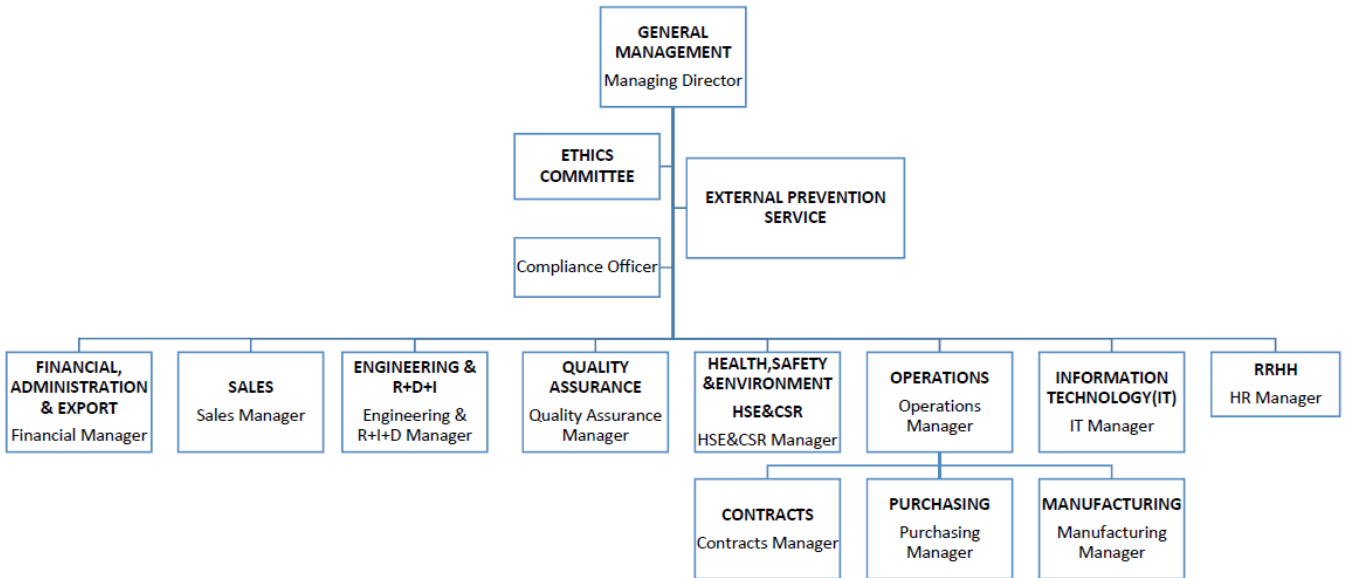 GENERAL
MANAGEMENT
Managing Director
ETHICS
COMMITTEE
EXTERNAL PREVENTION
SERVICE
Compliance Officer
FINANCIAL,
ADMINISTRATION
& EXPORT
Financial Manager
SALES
Sales Manager
ENGINEERING &
R+D+I
Engineering &
R+I+D Manager
QUALITY
ASSURANCE
Quality Assurance
Manager
HEALTH,SAFETY
&ENVIRONMENT
HSE&CSR
HSE&CSR Manager
OPERATIONS
Operations
Manager
INFORMATION
TECHNOLOGY(IT)
IT Manager
RRHH
HR Manager
CONTRACTS
Contracts Manager
PURCHASING
Purchasing
Manager
MANUFACTURING
Manufacturing
Manager